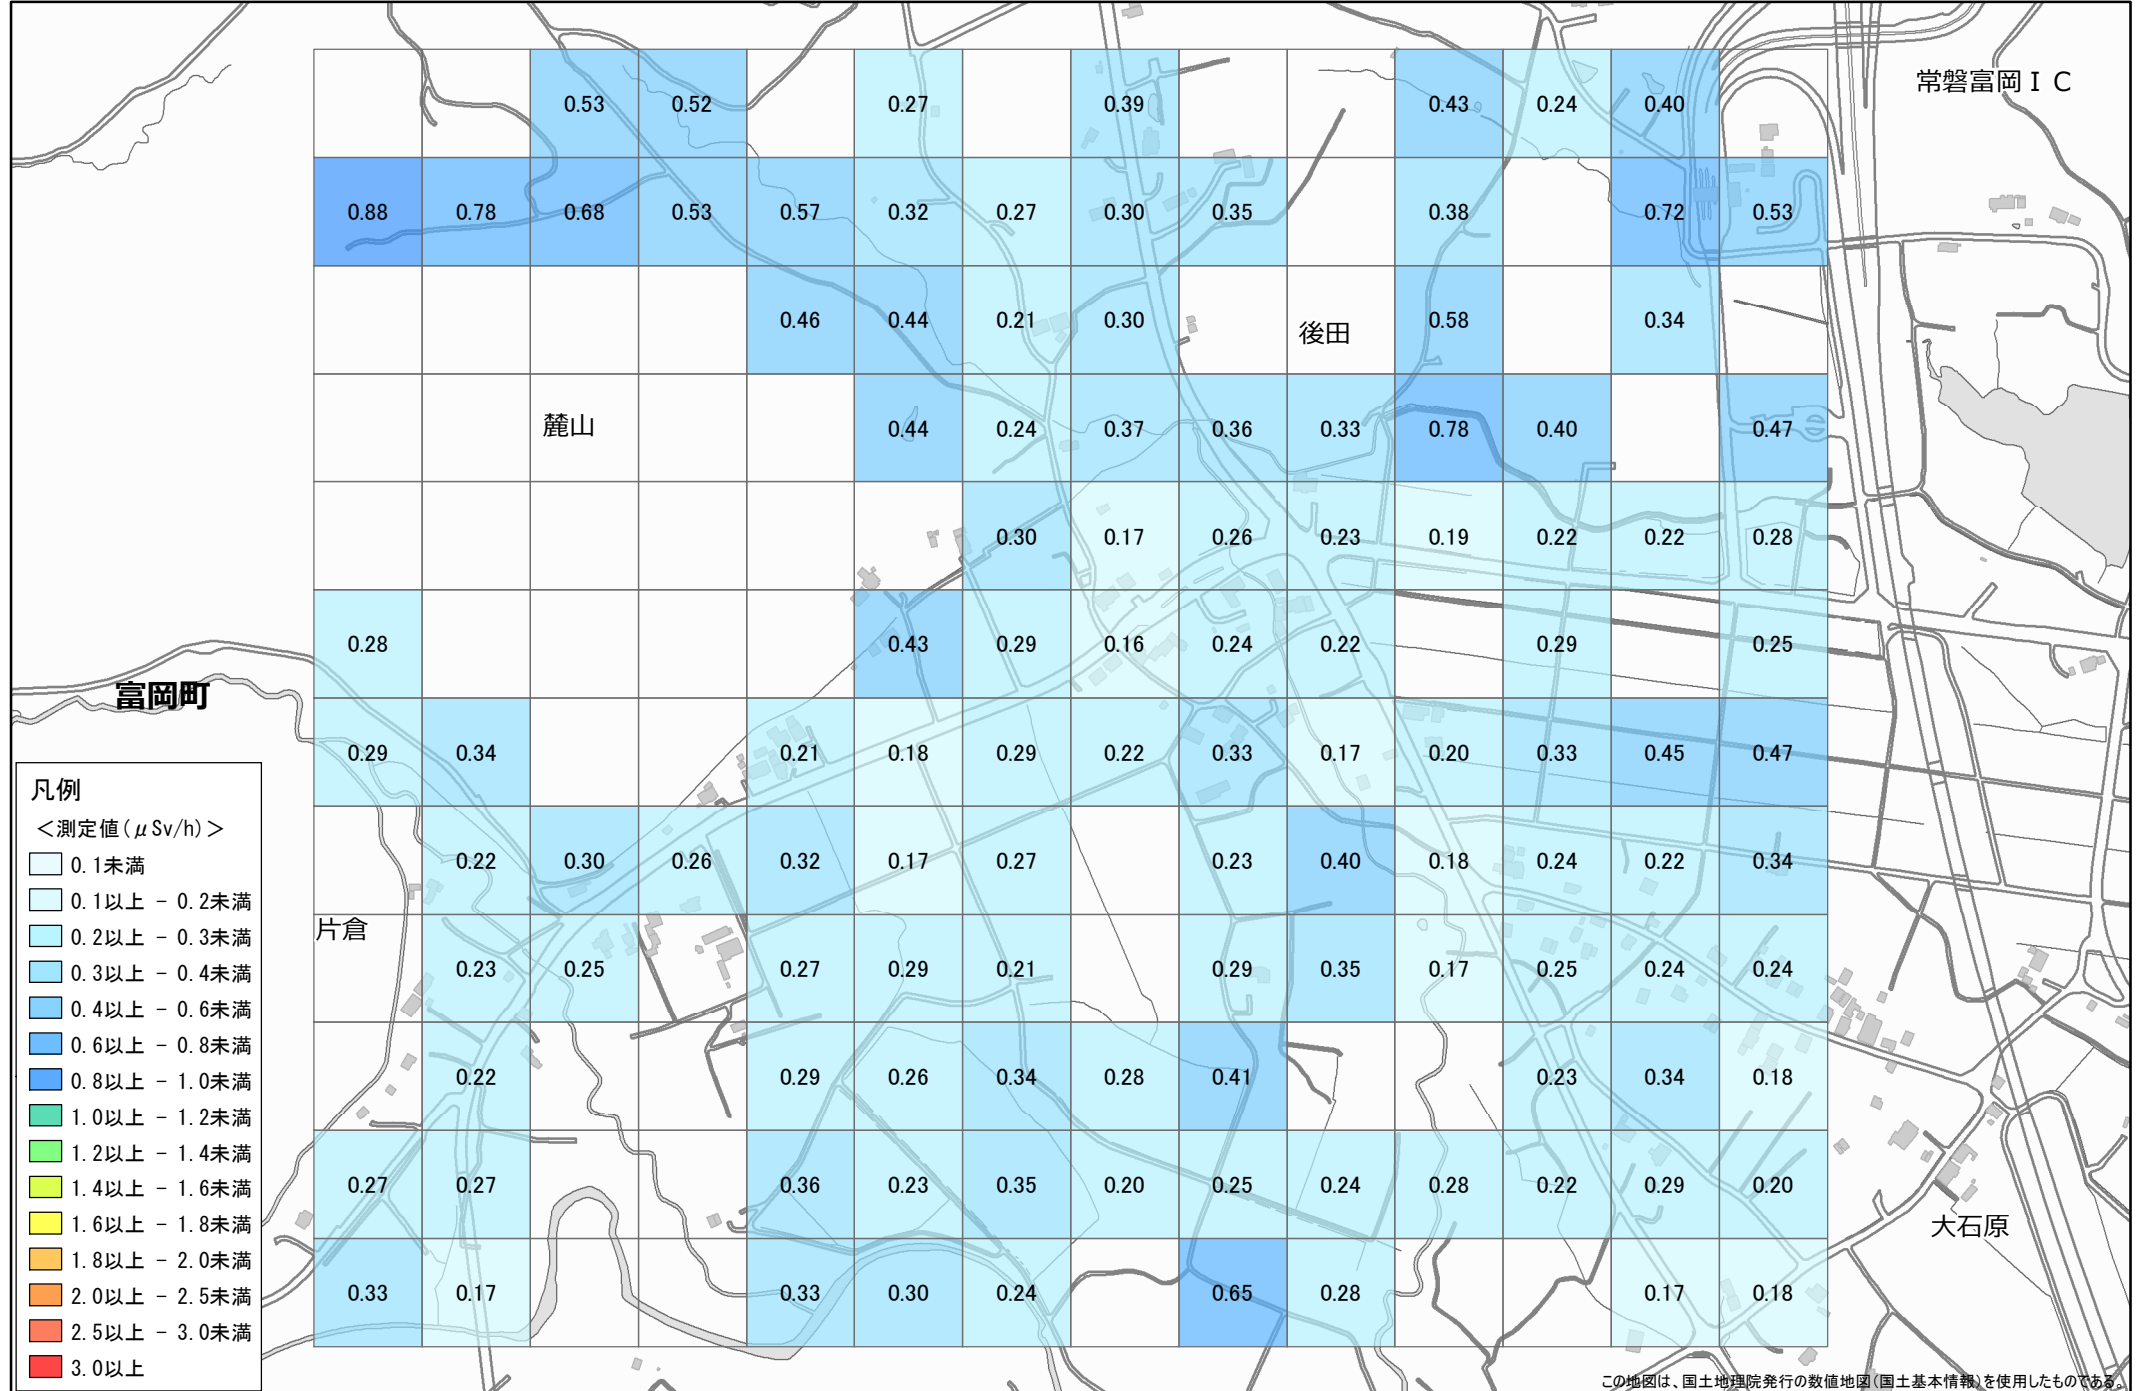 常磐富岡ＩＣ
0.53 0.52 0.27 0.39 0.43 0.24 0.40
0.88 0.78 0.68 0.53 0.57 0.32 0.27 0.30 0.35 0.38 0.72 0.53
0.46 0.44 0.21 0.30 後田 0.58 0.34
麓山 0.44 0.24 0.37 0.36 0.33 0.78 0.40 0.47
0.30 0.17 0.26 0.23 0.19 0.22 0.22 0.28
0.28 0.43 0.29 0.16 0.24 0.22 0.29 0.25
富岡町
0.29 0.34 0.21 0.18 0.29 0.22 0.33 0.17 0.20 0.33 0.45 0.47
0.22 0.30 0.26 0.32 0.17 0.27 0.23 0.40 0.18 0.24 0.22 0.34
片倉
0.23 0.25 0.27 0.29 0.21 0.29 0.35 0.17 0.25 0.24 0.24
0.22 0.29 0.26 0.34 0.28 0.41 0.23 0.34 0.18
0.27 0.27 0.36 0.23 0.35 0.20 0.25 0.24 0.28 0.22 0.29 0.20
大石原
0.33 0.17 0.33 0.30 0.24 0.65 0.28 0.17 0.18
凡例
＜測定値(μSv/h)＞
0.1未満
0.1以上 － 0.2未満
0.2以上 － 0.3未満
0.3以上 － 0.4未満
0.4以上 － 0.6未満
0.6以上 － 0.8未満
0.8以上 － 1.0未満
1.0以上 － 1.2未満
1.2以上 － 1.4未満
1.4以上 － 1.6未満
1.6以上 － 1.8未満
1.8以上 － 2.0未満
2.0以上 － 2.5未満
2.5以上 － 3.0未満
3.0以上
この地図は、国土地理院発行の数値地図(国土基本情報)を使用したものである。